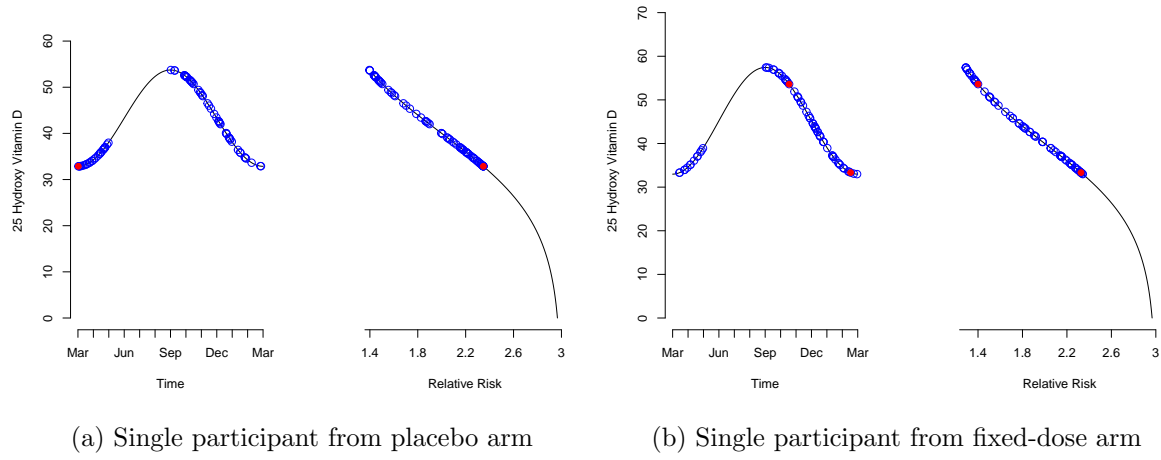 25 Hydroxy Vitamin D
60
50
40
30
20
10
0
Mar Jun Sep Dec Mar
Time
1.4 1.8 2.2 2.6 3
Relative Risk
(a) Single participant from placebo arm
25 Hydroxy Vitamin D
70
60
50
40
30
20
10
0
Mar Jun Sep Dec Mar
Time
1.4 1.8 2.2 2.6 3
Relative Risk
(b) Single participant from fixed-dose arm